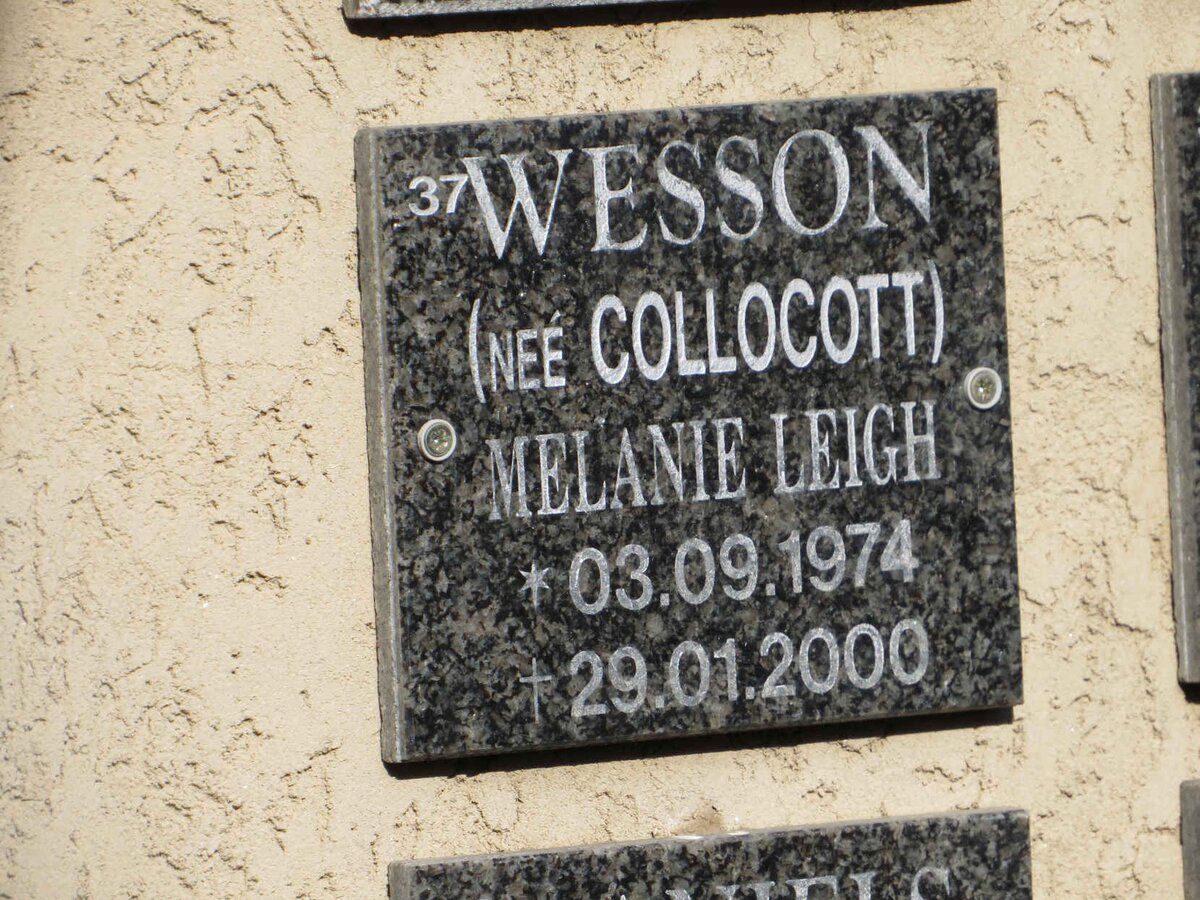 37 WESSON
(NEÉ COLLOCOTT)
MELANIE LEIGH
* 03.09.1974
† 29.01.2000